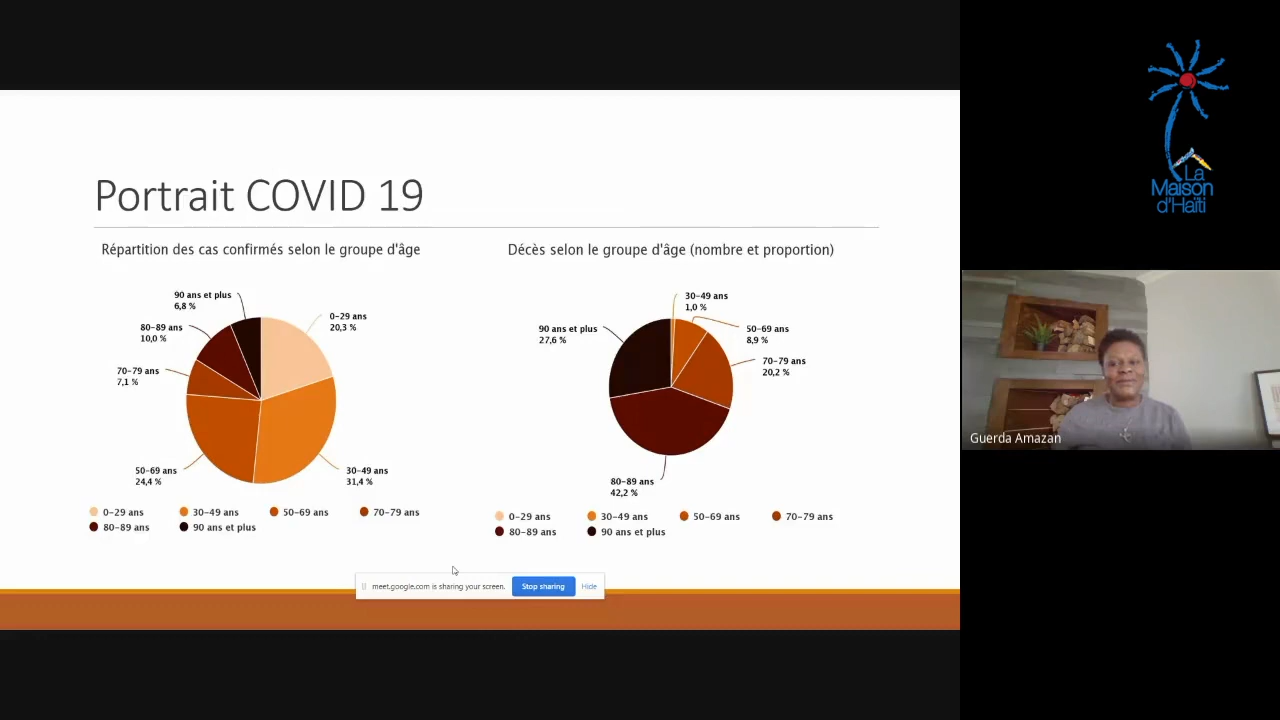 Portrait COVID 19
Répartition des cas confirmés selon le groupe d'âge
90 ans et plus
6,8 %
0-29 ans
20,3 %
80-89 ans
10,0 %
70-79 ans
7,1 %
50-69 ans
24,4 %
30-49 ans
31,4 %
0-29 ans
30-49 ans
50-69 ans
70-79 ans
80-89 ans
90 ans et plus
Décès selon le groupe d'âge (nombre et proportion)
30-49 ans
1,0 %
90 ans et plus
27,6 %
50-69 ans
8,9 %
70-79 ans
20,2 %
80-89 ans
42,2 %
0-29 ans
30-49 ans
50-69 ans
70-79 ans
80-89 ans
90 ans et plus
meet.google.com is sharing your screen.
Stop sharing
Hide
La
Maison
d'Haïti
Guerda Amazan